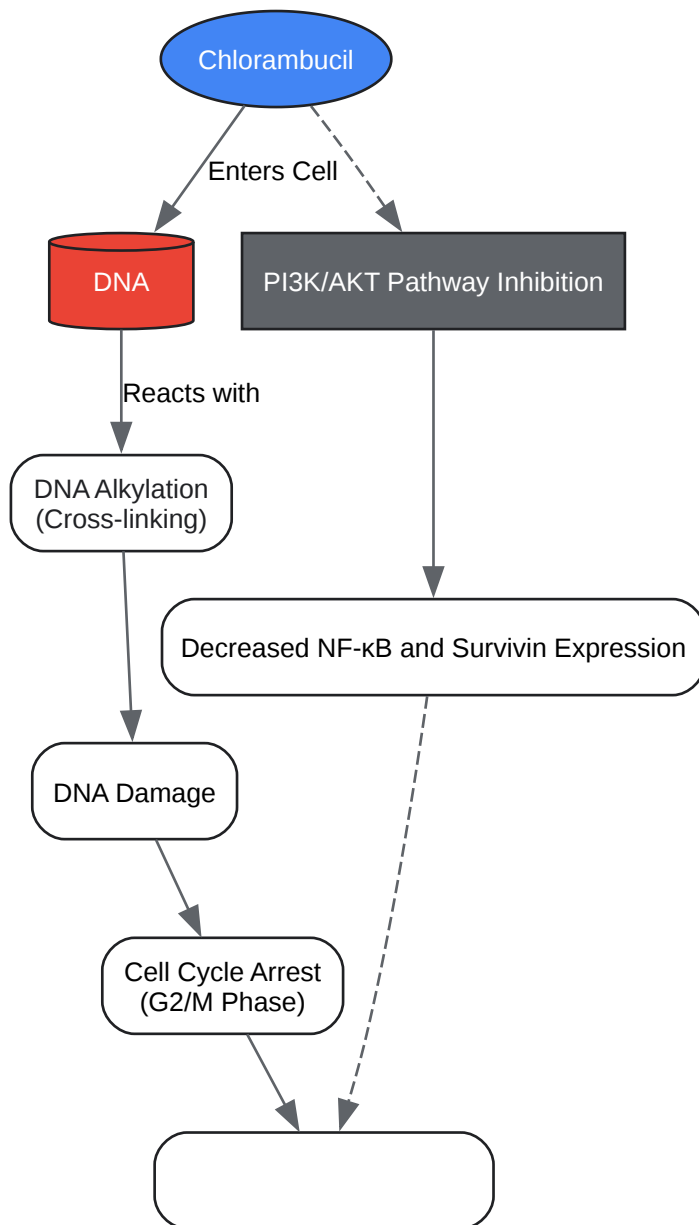 Chlorambucil
Enters Cell
DNA
PI3K/AKT Pathway Inhibition
Reacts with
DNA Alkylation
(Cross-linking)
Decreased NF-κB and Survivin Expression
DNA Damage
Cell Cycle Arrest
(G2/M Phase)